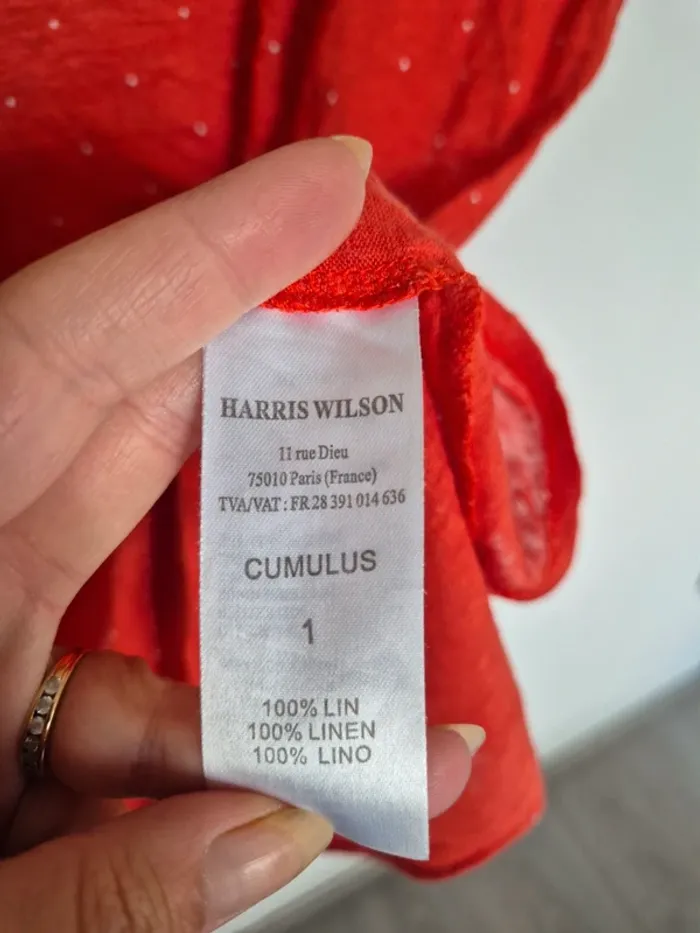 HARRIS WILSON
11 rue Dieu
75010 Paris (France)
TVA/VAT : FR 28 391 014 636
CUMULUS
1
100% LIN
100% LINEN
100% LINO